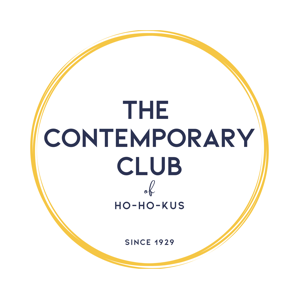 THE
CONTEMPORARY
CLUB
of
HO-HO-KUS
SINCE 1929